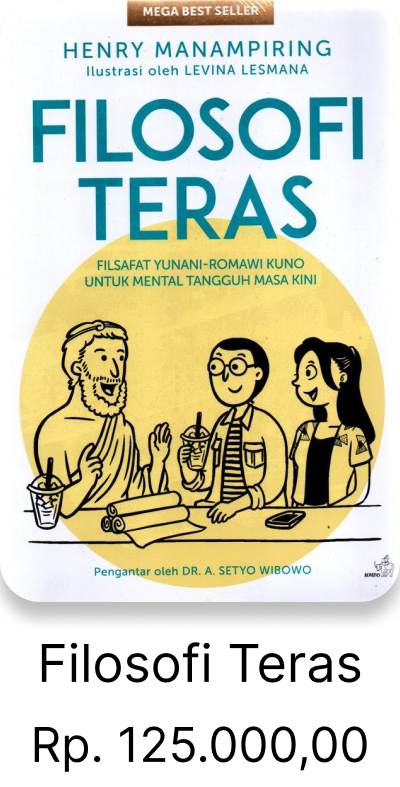 MEGA BEST SELLER
HENRY MANAMPIRING
Ilustrasi oleh LEVINA LESMANA
FILOSOFI
TERAS
FILSAFAT YUNANI-ROMAWI KUNO
UNTUK MENTAL TANGGUH MASA KINI
Pengantar oleh DR. A. SETYO WIBOWO
Filosofi Teras
Rp. 125.000,00